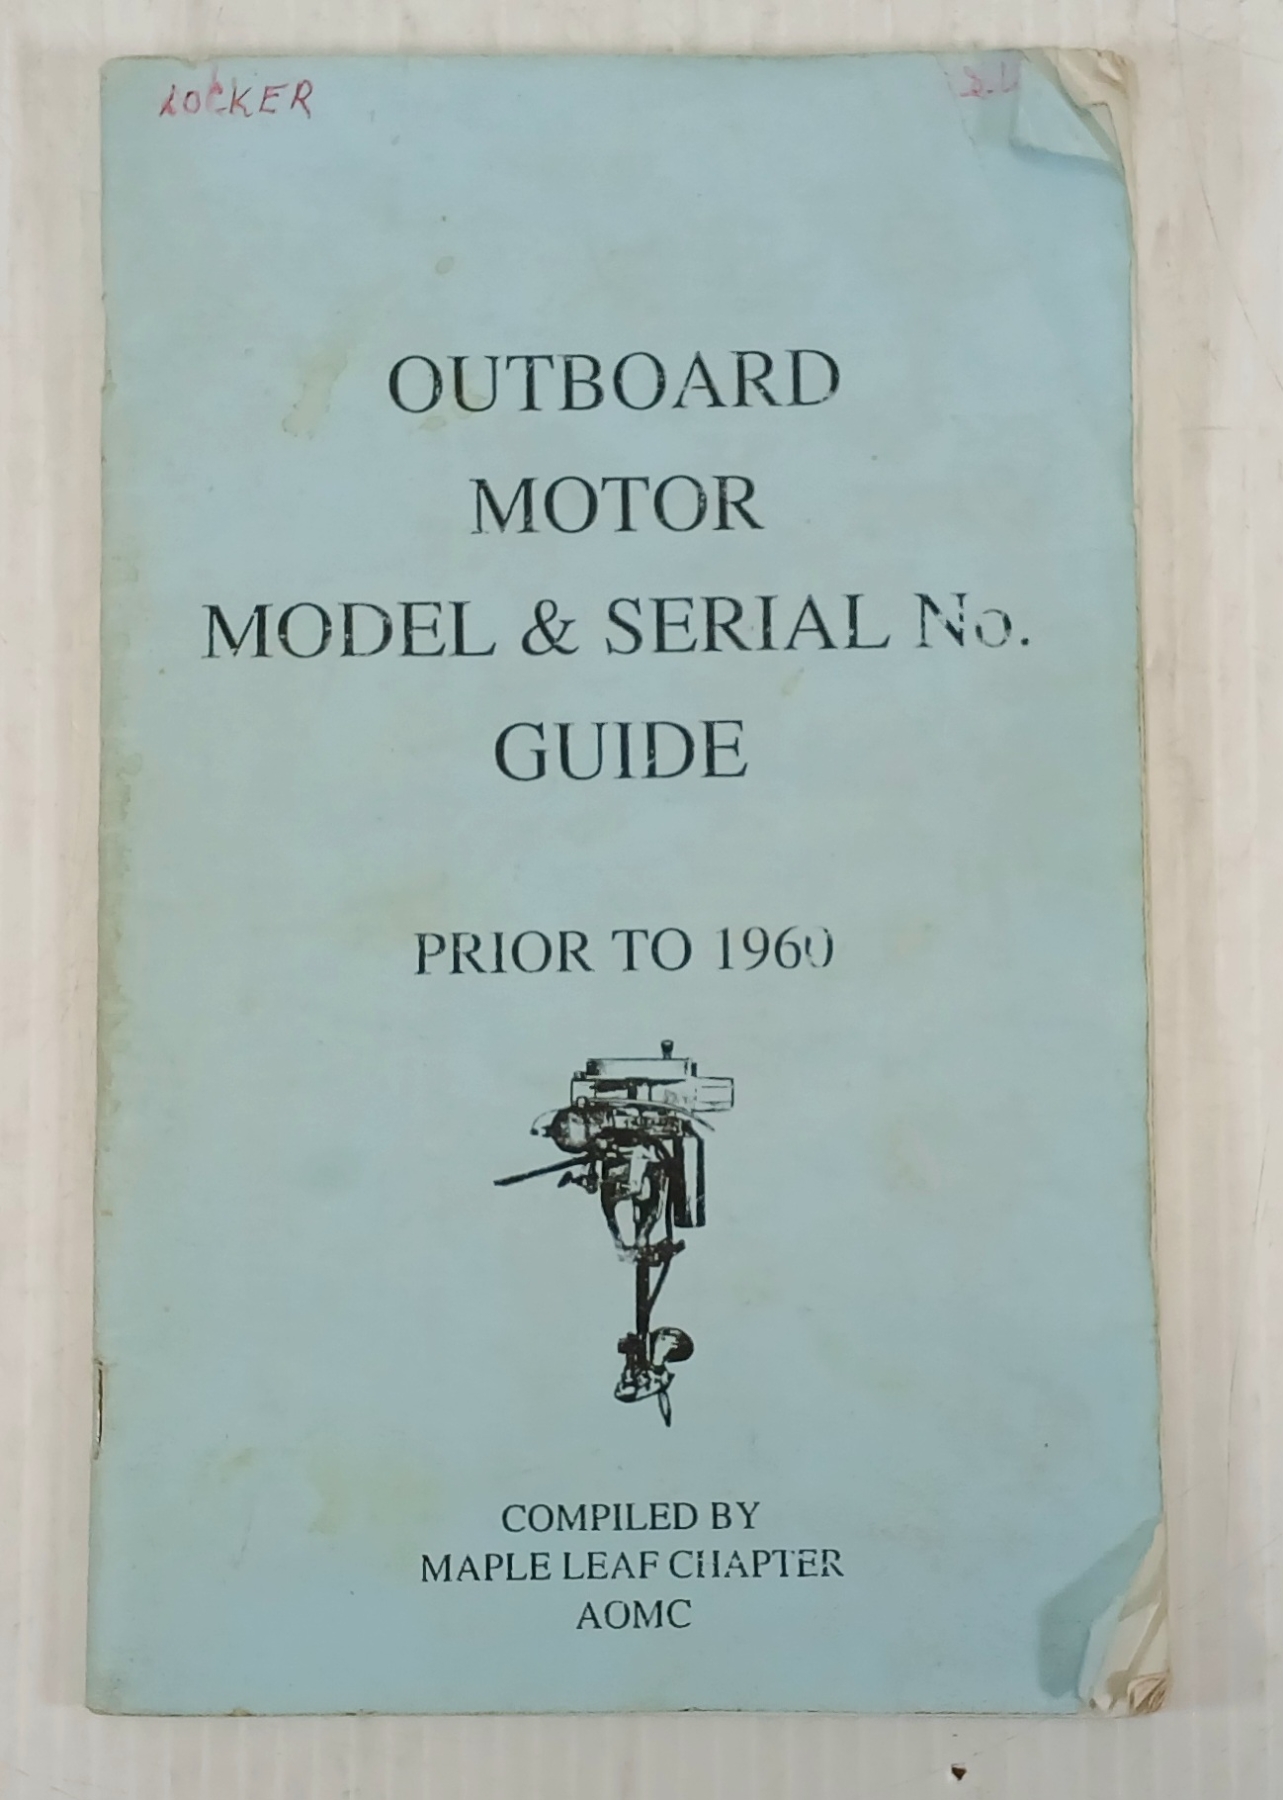 LOCKER
OUTBOARD
MOTOR
MODEL & SERIAL No.
GUIDE
PRIOR TO 1960
COMPILED BY
MAPLE LEAF CHAPTER
AOMC